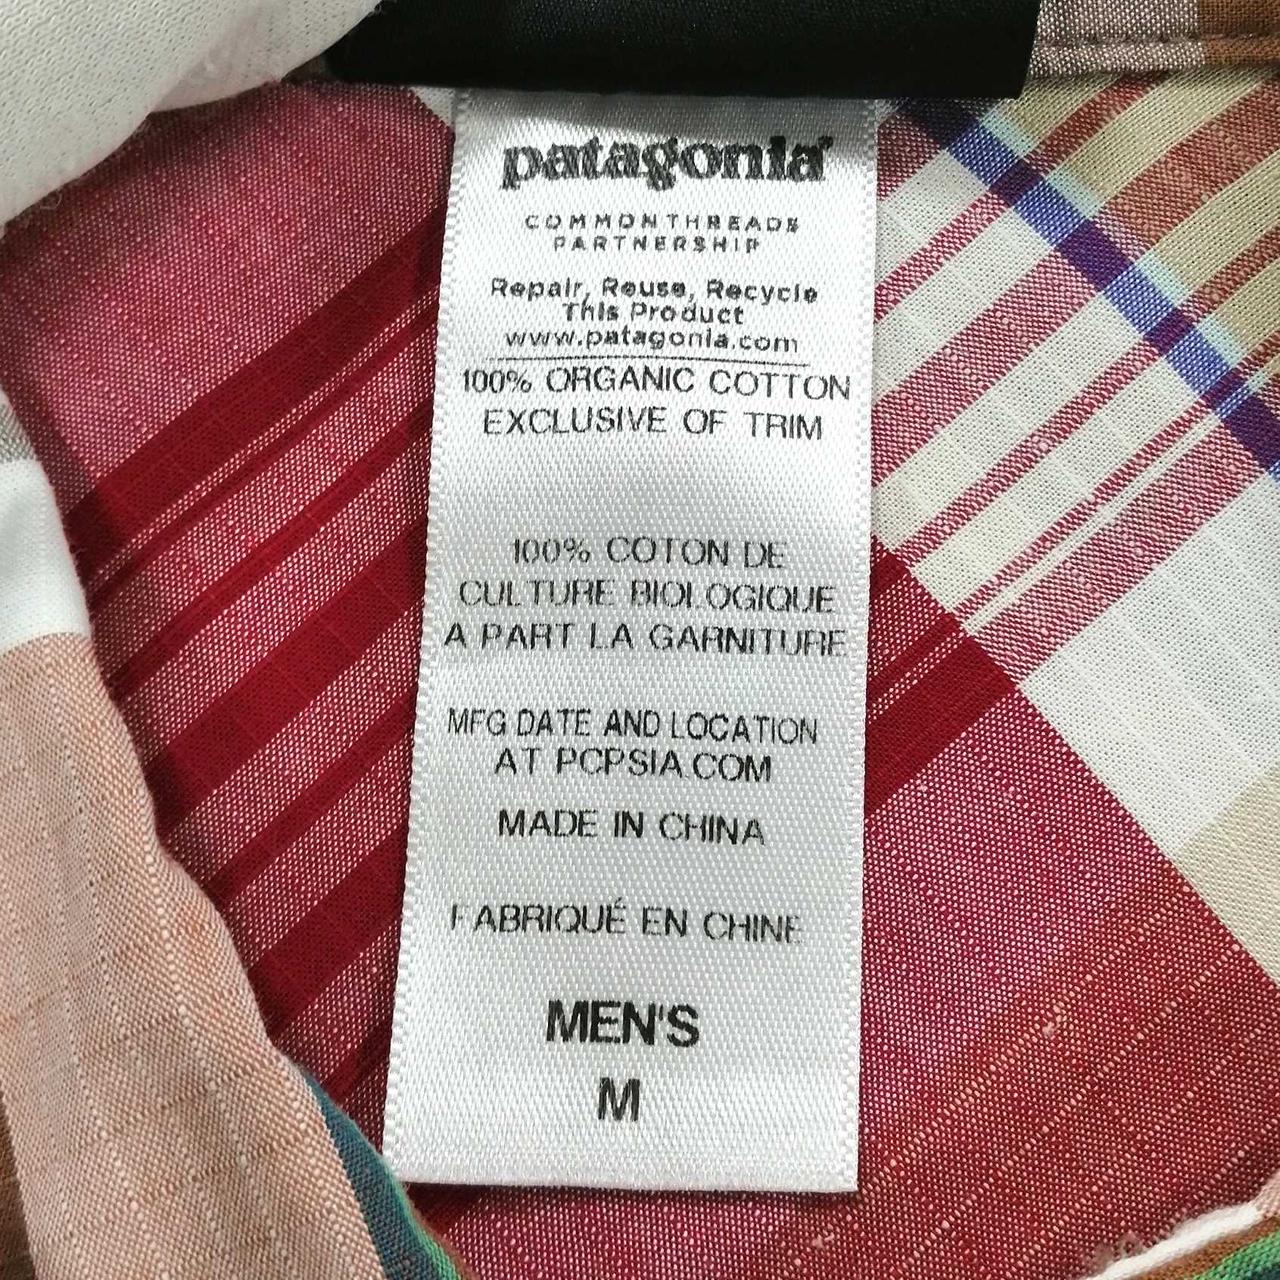 patagonia®
COMMON THREADS
PARTNERSHIP
Repair, Reuse, Recycle
This Product
www.patagonia.com
100% ORGANIC COTTON
EXCLUSIVE OF TRIM
100% COTON DE
CULTURE BIOLOGIQUE
A PART LA GARNITURE
MFG DATE AND LOCATION
AT PCPSIA.COM
MADE IN CHINA
FABRIQUÉ EN CHINE
MEN'S
M